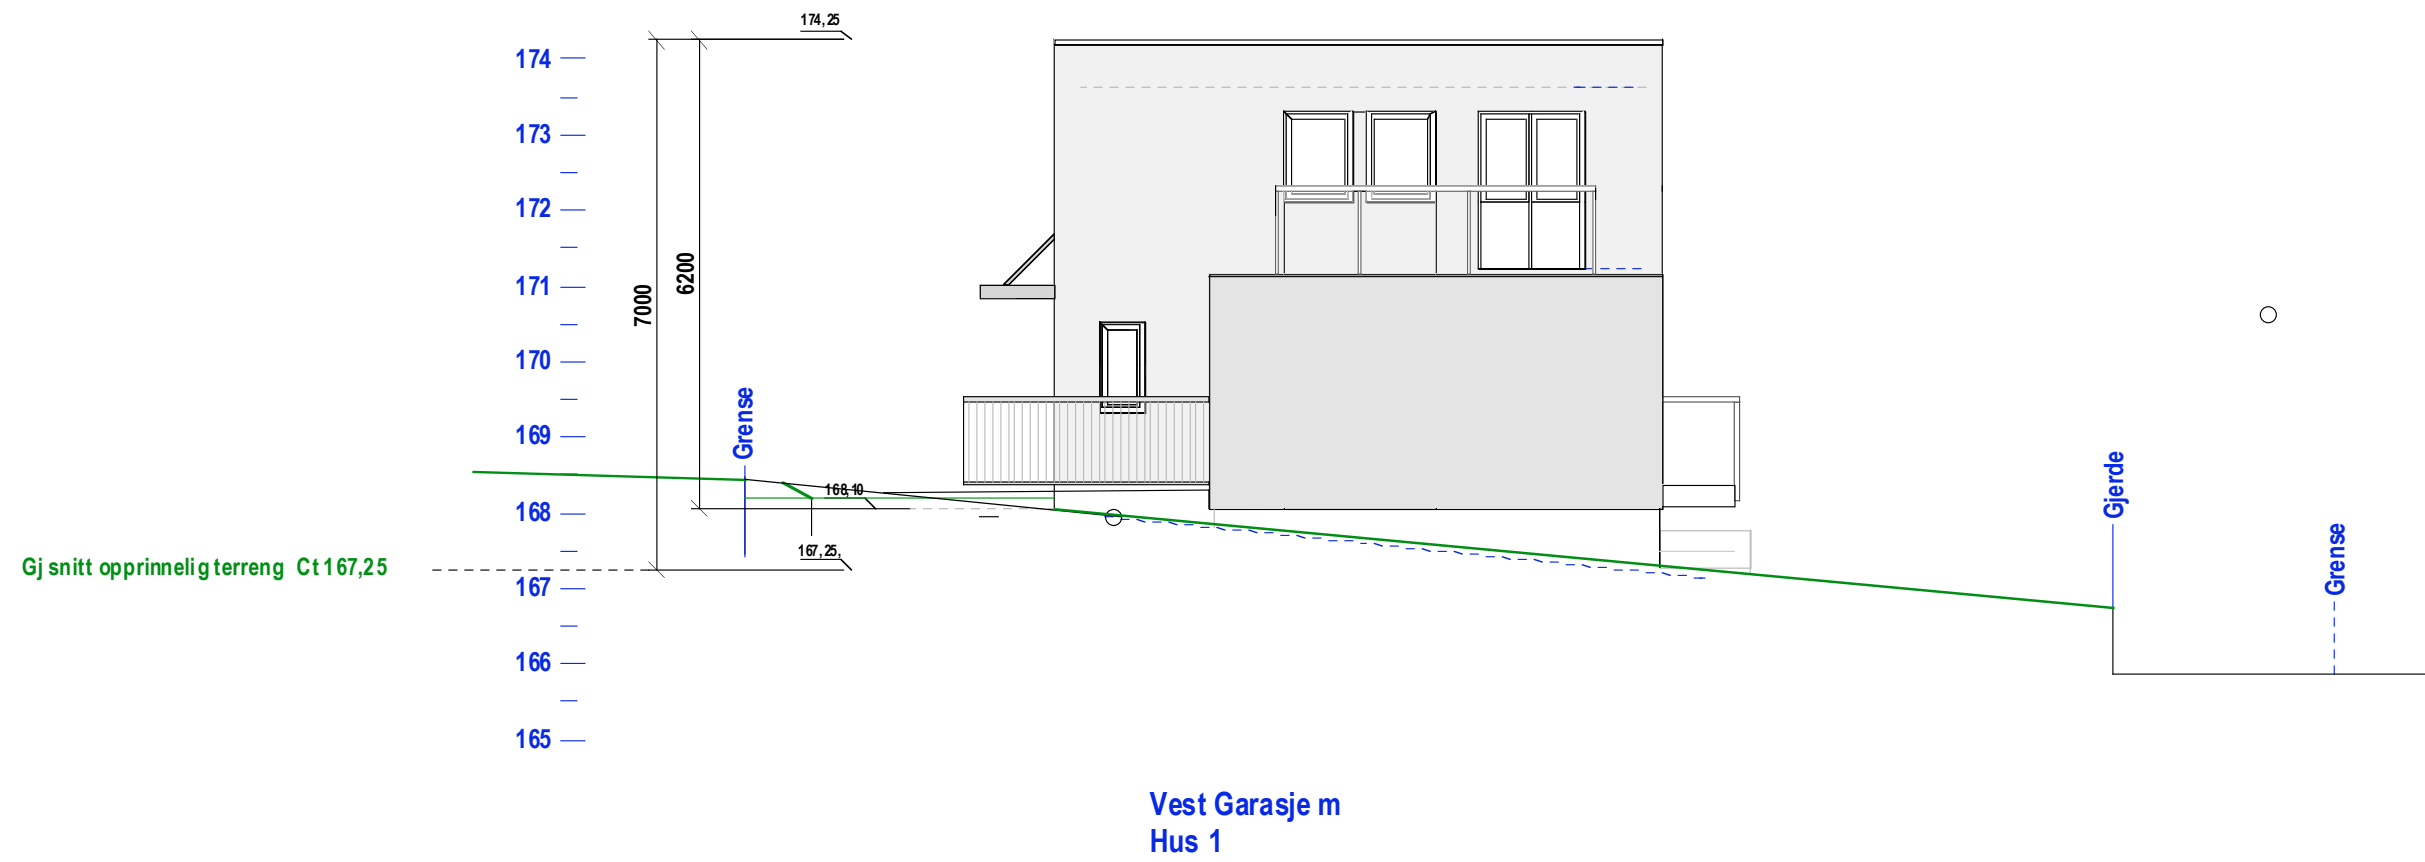 174,25
174
173
172
171
170
169
168
167
166
165
7000
6200
Grense
168,10
167,25,
Gj snitt opprinnelig terreng Ct 167,25
Gjerde
Grense
Vest Garasje m
Hus 1